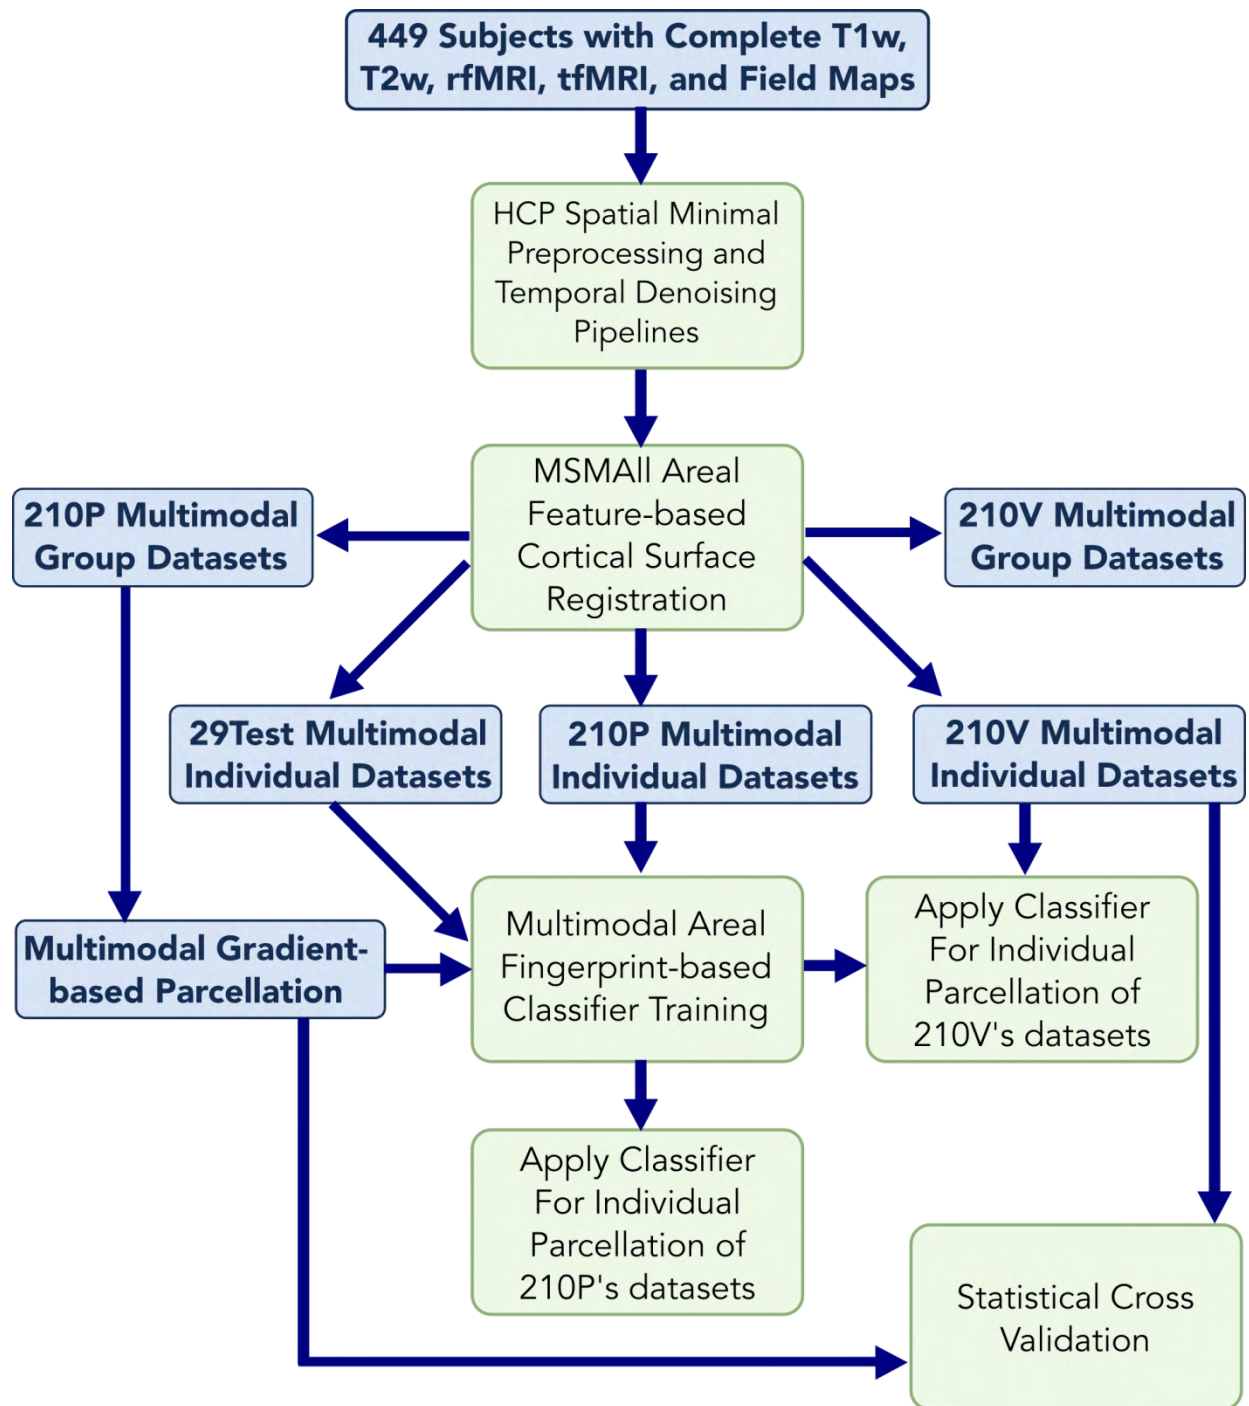 449 Subjects with Complete T1w,
T2w, rfMRI, tfMRI, and Field Maps
HCP Spatial Minimal
Preprocessing and
Temporal Denoising
Pipelines
MSMAll Areal
Feature-based
Cortical Surface
Registration
210P Multimodal
Group Datasets
210V Multimodal
Group Datasets
29Test Multimodal
Individual Datasets
210P Multimodal
Individual Datasets
210V Multimodal
Individual Datasets
Multimodal Gradient-
based Parcellation
Multimodal Areal
Fingerprint-based
Classifier Training
Apply Classifier
For Individual
Parcellation of
210V's datasets
Apply Classifier
For Individual
Parcellation of
210P's datasets
Statistical Cross
Validation